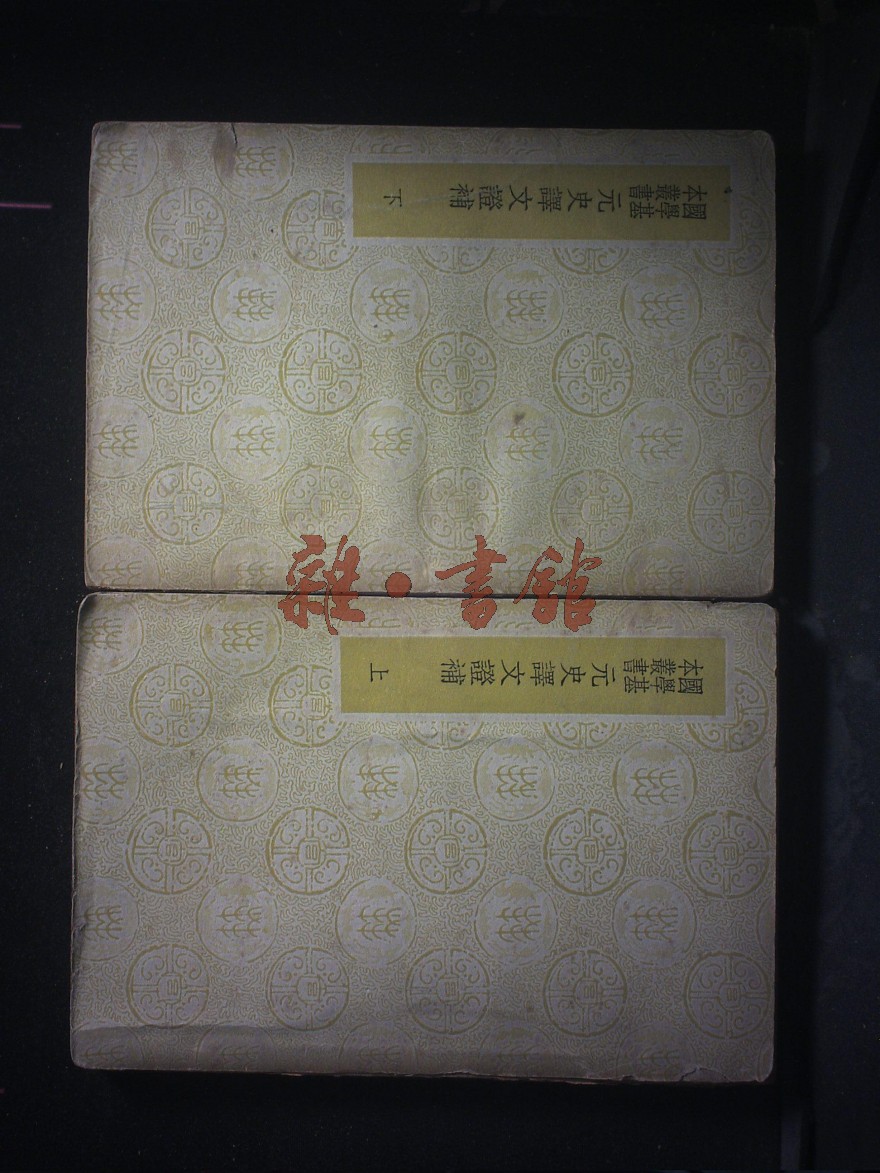 國學基
本叢書
元史譯文證補
下
國學基
本叢書
元史譯文證補
上
雜·書館